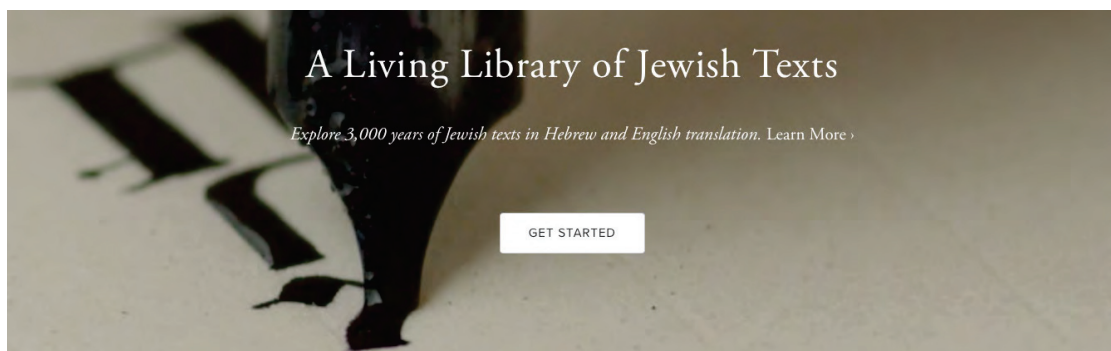 A Living Library of Jewish Texts
Explore 3,000 years of Jewish texts in Hebrew and English translation. Learn More ›
GET STARTED